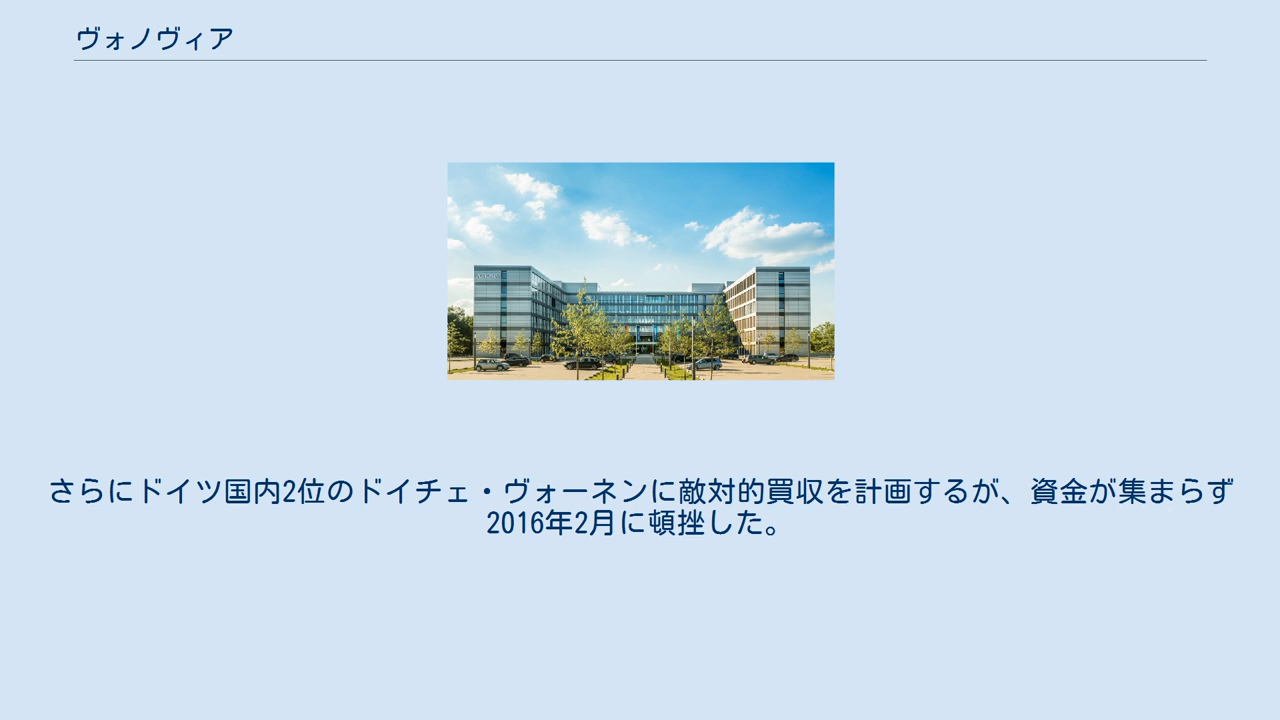 ヴォノヴィア
さらにドイツ国内2位のドイチェ・ヴォーネンに敵対的買収を計画するが、資金が集まらず
2016年2月に頓挫した。